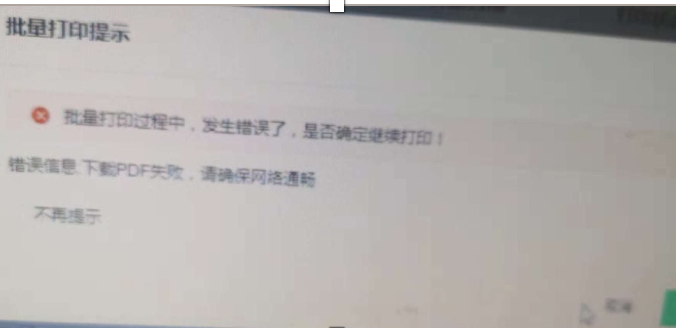 批量打印提示
批量打印过程中，发生错误了，是否确定继续打印！
错误信息:下载PDF失败，请确保网络通畅
不再提示
取消